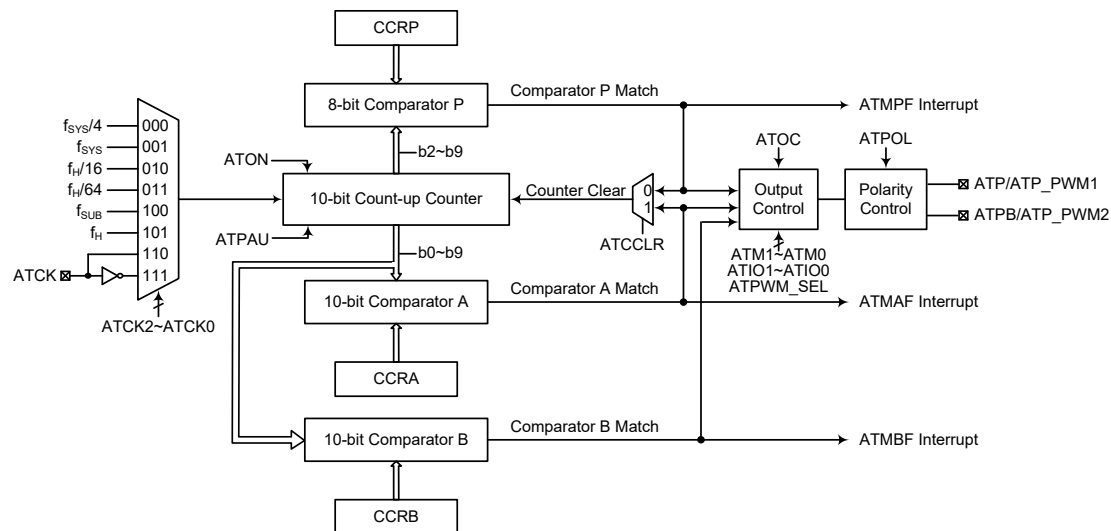 CCRP
8-bit Comparator P
Comparator P Match
ATMPF Interrupt
b2~b9
fSYS/4
000
fSYS
001
fH/16
010
fH/64
011
fSUB
100
fH
101
110
111
ATCK
ATCK2~ATCK0
ATON
10-bit Count-up Counter
ATPAU
Counter Clear
0
1
ATCCLR
ATOC
Output
Control
ATM1~ATM0
ATIO1~ATIO0
ATPWM_SEL
ATPOL
Polarity
Control
ATP/ATP_PWM1
ATPB/ATP_PWM2
b0~b9
10-bit Comparator A
Comparator A Match
ATMAF Interrupt
CCRA
10-bit Comparator B
Comparator B Match
ATMBF Interrupt
CCRB